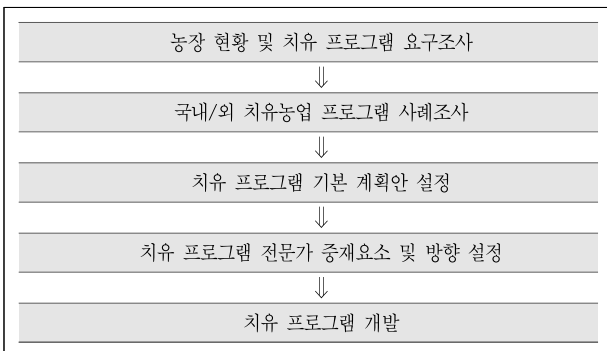 농장 현황 및 치유 프로그램 요구조사
⇓
국내/외 치유농업 프로그램 사례조사
⇓
치유 프로그램 기본 계획안 설정
⇓
치유 프로그램 전문가 중재요소 및 방향 설정
⇓
치유 프로그램 개발